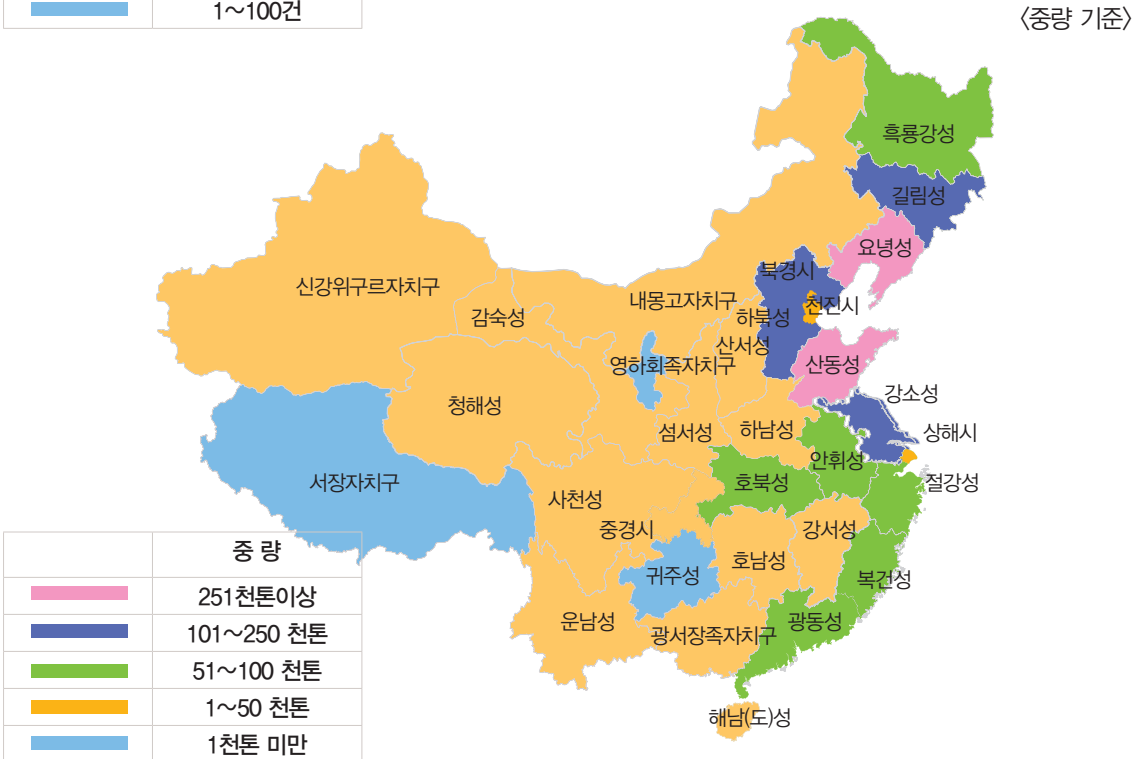 1~100건
〈중량 기준〉
흑룡강성
길림성
요녕성
북경시
신강위구르자치구
내몽고자치구
천진시
감숙성
하북성
산서성
영하회족자치구
산동성
청해성
강소성
섬서성
하남성
상해시
안휘성
서장자치구
호북성
절강성
사천성
중경시
강서성
호남성
귀주성
복건성
운남성
광동성
광서장족자치구
해남(도)성
중 량
251천톤이상
101~250 천톤
51~100 천톤
1~50 천톤
1천톤 미만